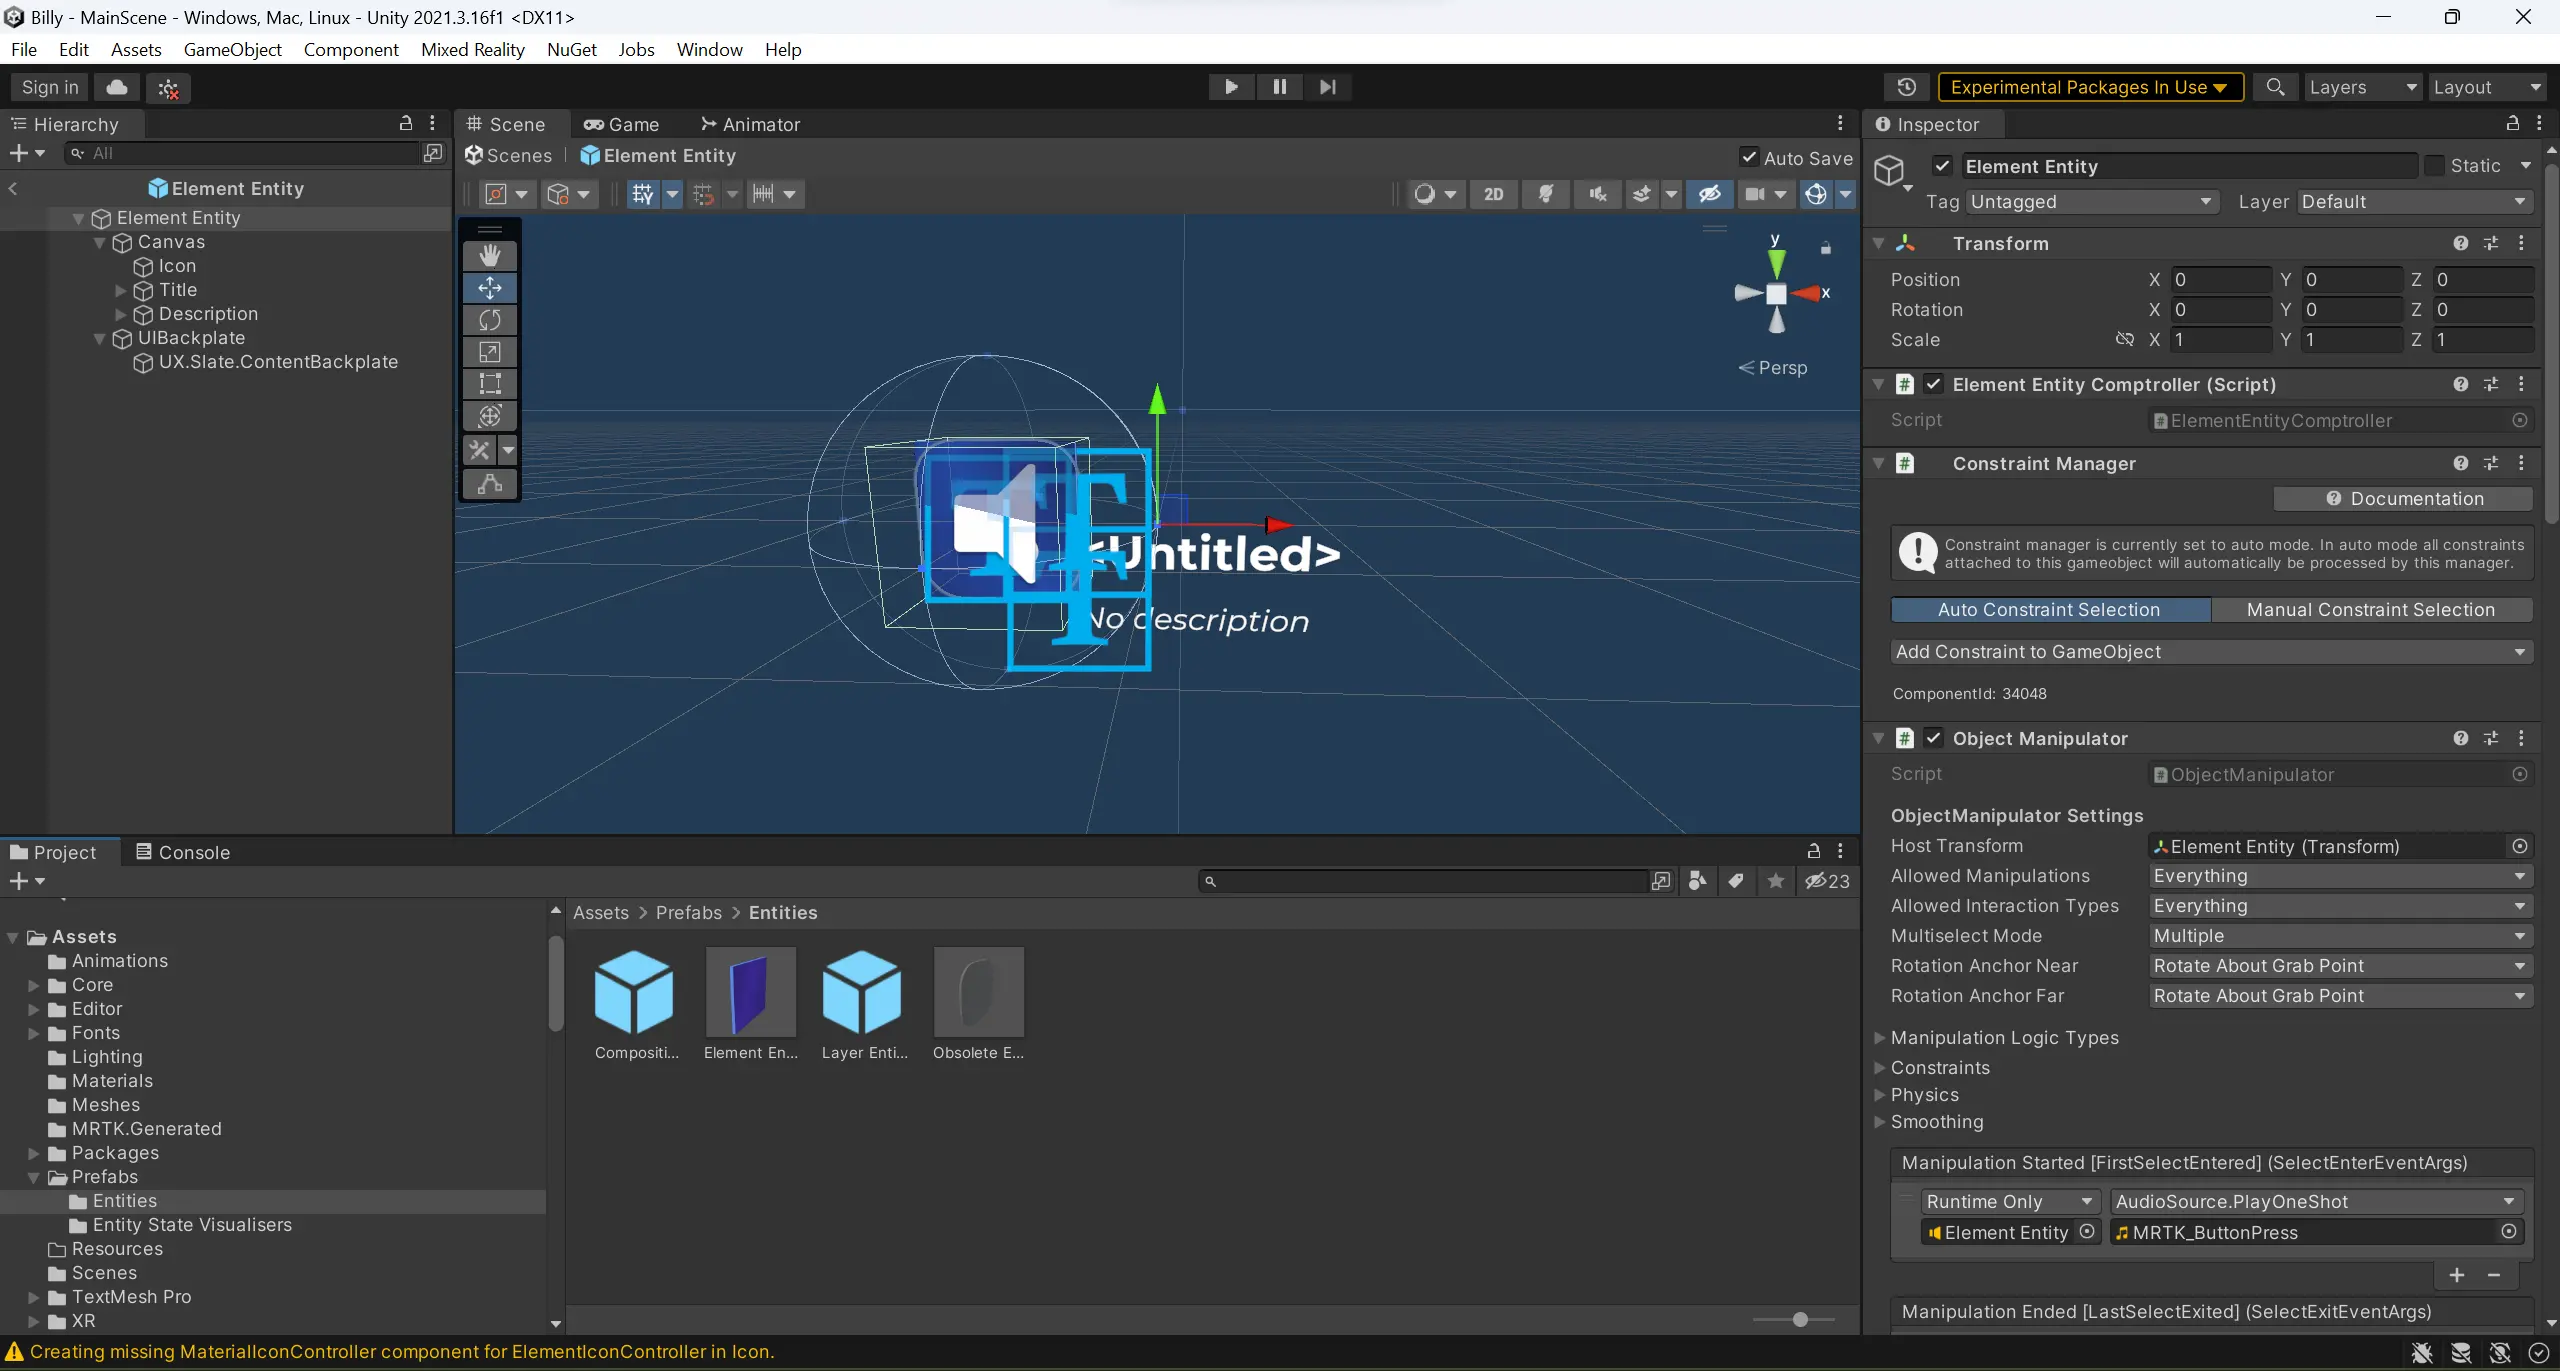 Billy - MainScene - Windows, Mac, Linux - Unity 2021.3.16f1 <DX11>
File Edit Assets GameObject Component Mixed Reality NuGet Jobs Window Help
Sign in
Experimental Packages In Use
Layers
Layout
Hierarchy
All
Element Entity
Element Entity
Canvas
Icon
Title
Description
UIBackplate
UX.Slate.ContentBackplate
Scene
Game
Animator
Scenes
Element Entity
Auto Save
2D
y
x
Persp
<Untitled>
No description
Inspector
Element Entity
Static
Tag Untagged
Layer Default
Transform
Position X 0 Y 0 Z 0
Rotation X 0 Y 0 Z 0
Scale X 1 Y 1 Z 1
Element Entity Comptroller (Script)
Script ElementEntityComptroller
Constraint Manager
Documentation
Constraint manager is currently set to auto mode. In auto mode all constraints
attached to this gameobject will automatically be processed by this manager.
Auto Constraint Selection
Manual Constraint Selection
Add Constraint to GameObject
ComponentId: 34048
Object Manipulator
Script ObjectManipulator
ObjectManipulator Settings
Host Transform Element Entity (Transform)
Allowed Manipulations Everything
Allowed Interaction Types Everything
Multiselect Mode Multiple
Rotation Anchor Near Rotate About Grab Point
Rotation Anchor Far Rotate About Grab Point
Manipulation Logic Types
Constraints
Physics
Smoothing
Manipulation Started [FirstSelectEntered] (SelectEnterEventArgs)
Runtime Only AudioSource.PlayOneShot
Element Entity MRTK_ButtonPress
Manipulation Ended [LastSelectExited] (SelectExitEventArgs)
Project
Console
23
Assets
Animations
Core
Editor
Fonts
Lighting
Materials
Meshes
MRTK.Generated
Packages
Prefabs
Entities
Entity State Visualisers
Resources
Scenes
TextMesh Pro
XR
Assets > Prefabs > Entities
Compositi...
Element En...
Layer Enti...
Obsolete E...
Creating missing MaterialIconController component for ElementIconController in Icon.